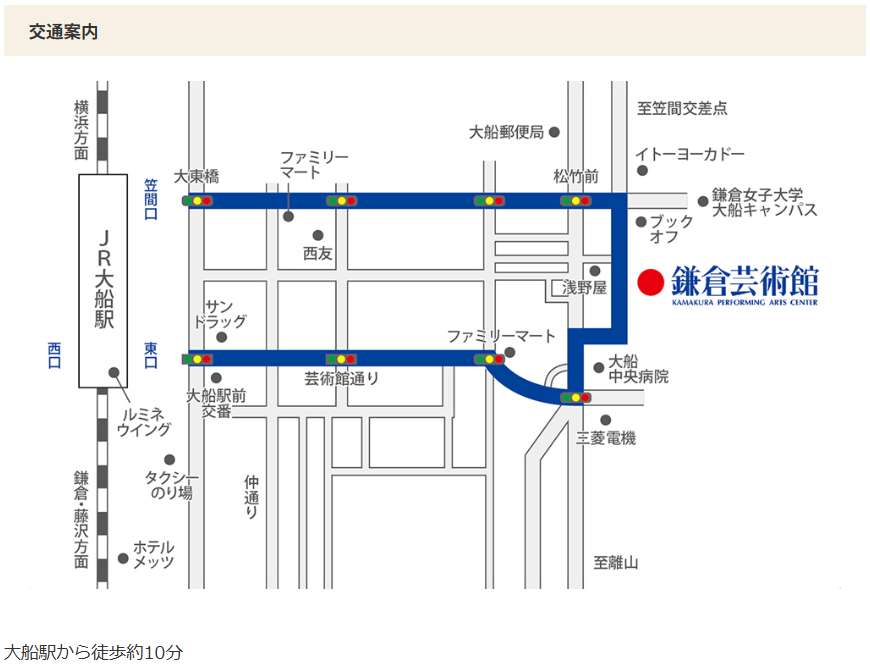 交通案内
横浜方面
至笠間交差点
大船郵便局
ファミリー
マート
イトーヨーカドー
大東橋
松竹前
笠間口
鎌倉女子大学
大船キャンパス
ブック
オフ
西友
JR大船駅
浅野屋
鎌倉芸術館
KAMAKURA PERFORMING ARTS CENTER
サン
ドラッグ
ファミリーマート
西口
東口
芸術館通り
大船
中央病院
大船駅前
交番
ルミネ
ウイング
三菱電機
タクシー
のり場
仲通り
鎌倉・藤沢方面
ホテル
メッツ
至離山
大船駅から徒歩約10分